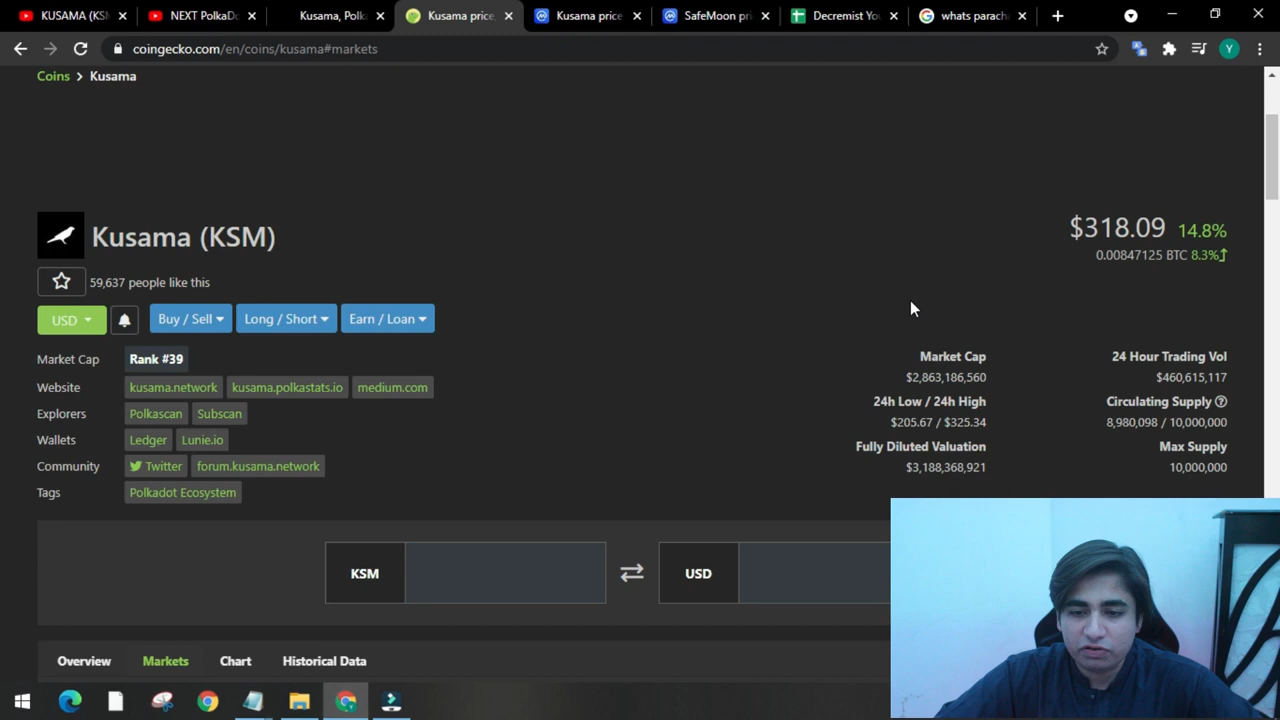 KUSAMA (KSM
NEXT PolkaDo
Kusama, Polk
Kusama price
Kusama price
SafeMoon pri
Decremist You
whats parach
coingecko.com/en/coins/kusama#markets
Y
Coins > Kusama
Kusama (KSM)
$318.09 14.8%
0.00847125 BTC 8.3%
59,637 people like this
USD
Buy / Sell
Long / Short
Earn / Loan
Market Cap Rank #39
Website kusama.network kusama.polkastats.io medium.com
Explorers Polkascan Subscan
Wallets Ledger Lunie.io
Community Twitter forum.kusama.network
Tags Polkadot Ecosystem
Market Cap
$2,863,186,560
24 Hour Trading Vol
$460,615,117
24h Low / 24h High
$205.67 / $325.34
Circulating Supply
8,980,098 / 10,000,000
Fully Diluted Valuation
$3,188,368,921
Max Supply
10,000,000
KSM
USD
Overview Markets Chart Historical Data